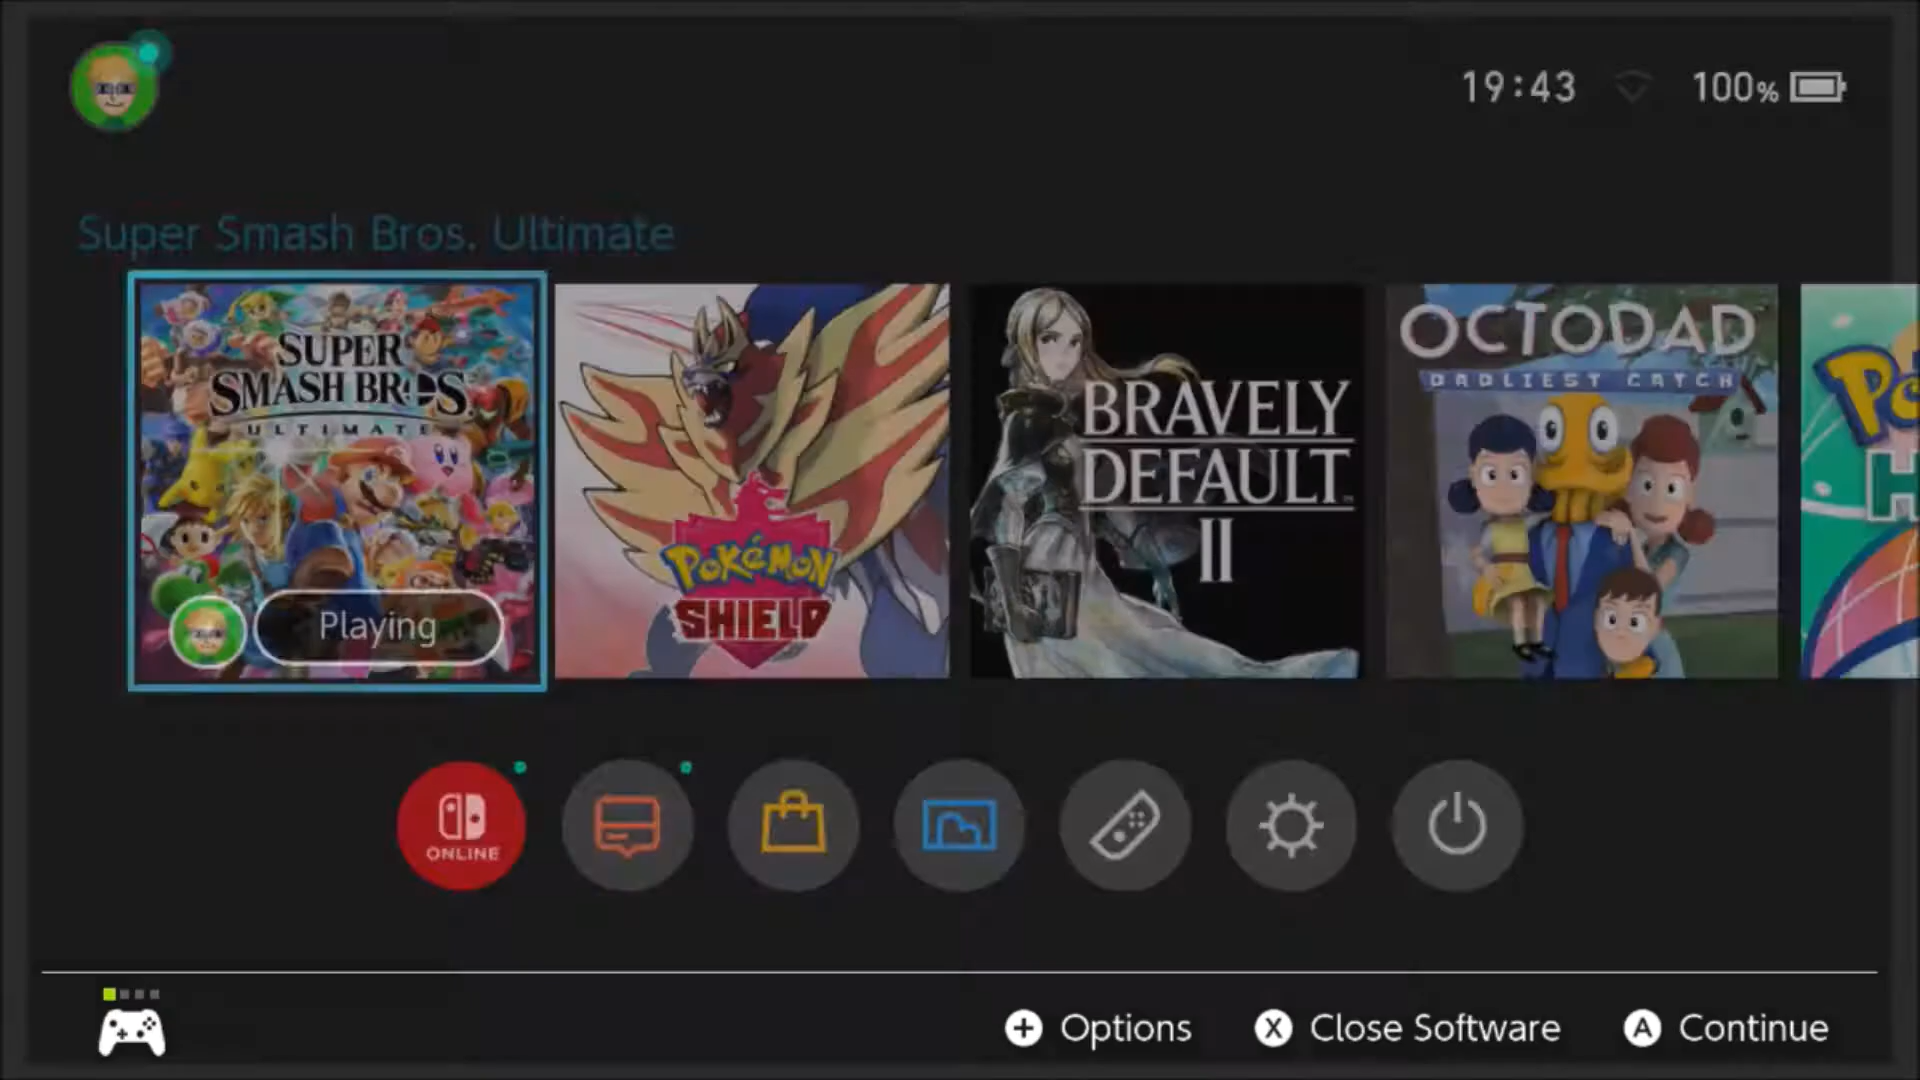 19:43
100%
Super Smash Bros. Ultimate
SUPER
SMASH BROS.
ULTIMATE
Playing
POKéMON
SHIELD
BRAVELY
DEFAULT
II
OCTODAD
DADLIEST CATCH
ONLINE
+ Options
X Close Software
A Continue